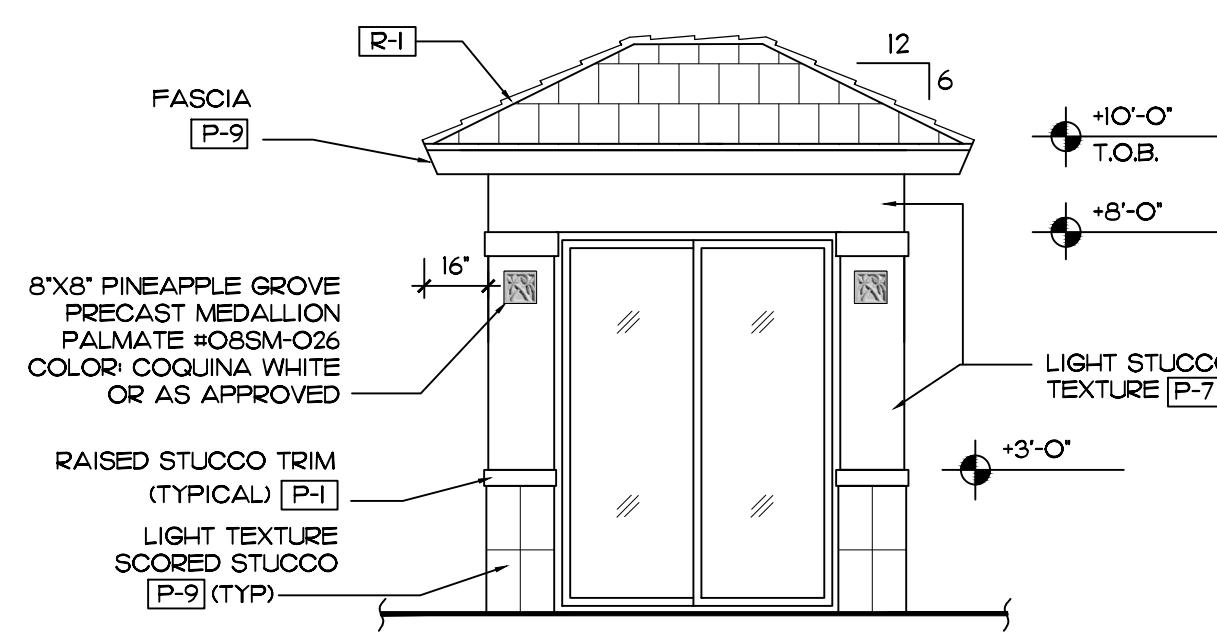 R-1
12
6
FASCIA
P-9
+10'-0"
T.O.B.
+8'-0"
16"
8"X8" PINEAPPLE GROVE
PRECAST MEDALLION
PALMATE #08SM-026
COLOR: COQUINA WHITE
OR AS APPROVED
LIGHT STUCCO
TEXTURE P-7
+3'-0"
RAISED STUCCO TRIM
(TYPICAL) P-1
LIGHT TEXTURE
SCORED STUCCO
P-9 (TYP)